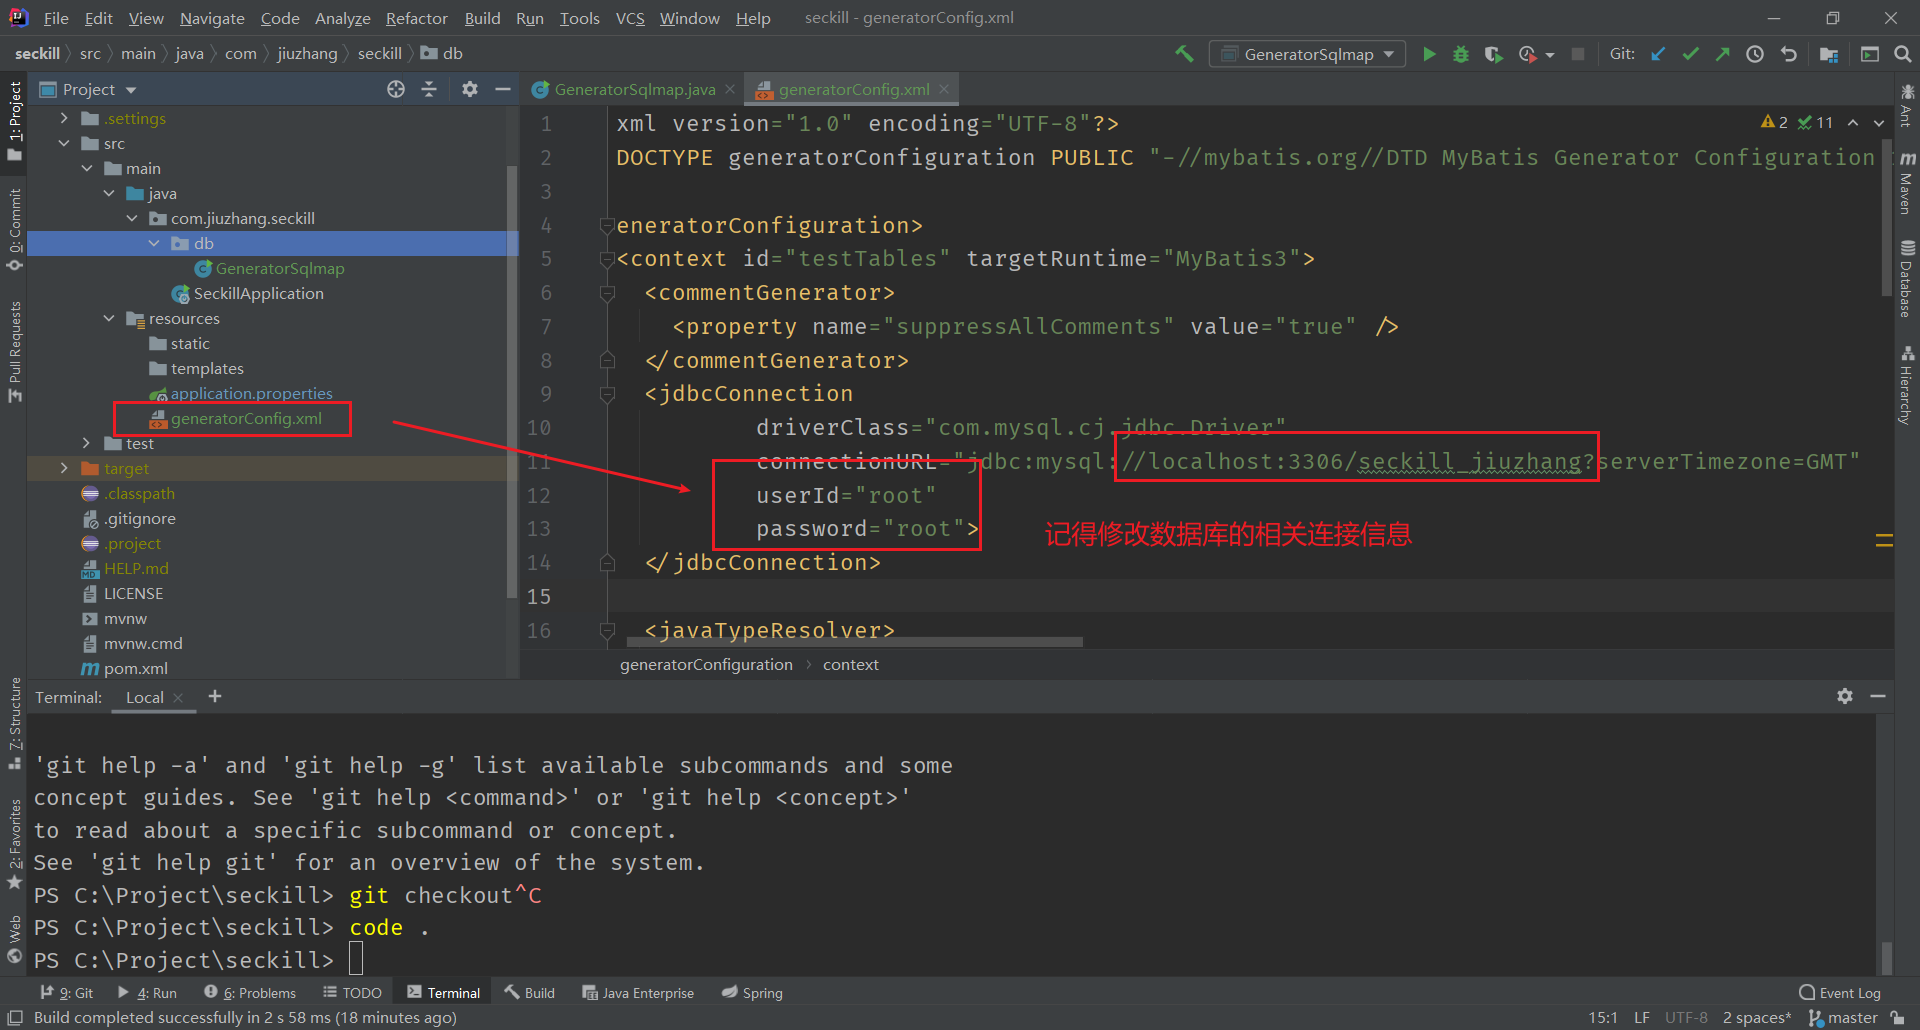 File Edit View Navigate Code Analyze Refactor Build Run Tools VCS Window Help seckill - generatorConfig.xml
seckill src main java com jiuzhang seckill db GeneratorSqlmap Git:
Project
GeneratorSqlmap.java generatorConfig.xml
1: Project
0: Commit
Pull Requests
7: Structure
2: Favorites
Web
.settings
src
main
java
com.jiuzhang.seckill
db
GeneratorSqlmap
SeckillApplication
resources
static
templates
application.properties
generatorConfig.xml
test
target
.classpath
.gitignore
.project
HELP.md
LICENSE
mvnw
mvnw.cmd
pom.xml
2 11
1 xml version="1.0" encoding="UTF-8"?>
2 DOCTYPE generatorConfiguration PUBLIC "-//mybatis.org//DTD MyBatis Generator Configuration
3
4 eneratorConfiguration>
5 <context id="testTables" targetRuntime="MyBatis3">
6 <commentGenerator>
7 <property name="suppressAllComments" value="true" />
8 </commentGenerator>
9 <jdbcConnection
10 driverClass="com.mysql.cj.jdbc.Driver"
11 connectionURL="jdbc:mysql://localhost:3306/seckill_jiuzhang?serverTimezone=GMT"
12 userId="root"
13 password="root">
记得修改数据库的相关连接信息
14 </jdbcConnection>
15
16 <javaTypeResolver>
generatorConfiguration context
Ant
Maven
Database
Hierarchy
Terminal: Local
'git help -a' and 'git help -g' list available subcommands and some
concept guides. See 'git help <command>' or 'git help <concept>'
to read about a specific subcommand or concept.
See 'git help git' for an overview of the system.
PS C:\Project\seckill> git checkout^C
PS C:\Project\seckill> code .
PS C:\Project\seckill>
9: Git 4: Run 6: Problems TODO Terminal Build Java Enterprise Spring Event Log
Build completed successfully in 2 s 58 ms (18 minutes ago) 15:1 LF UTF-8 2 spaces* master